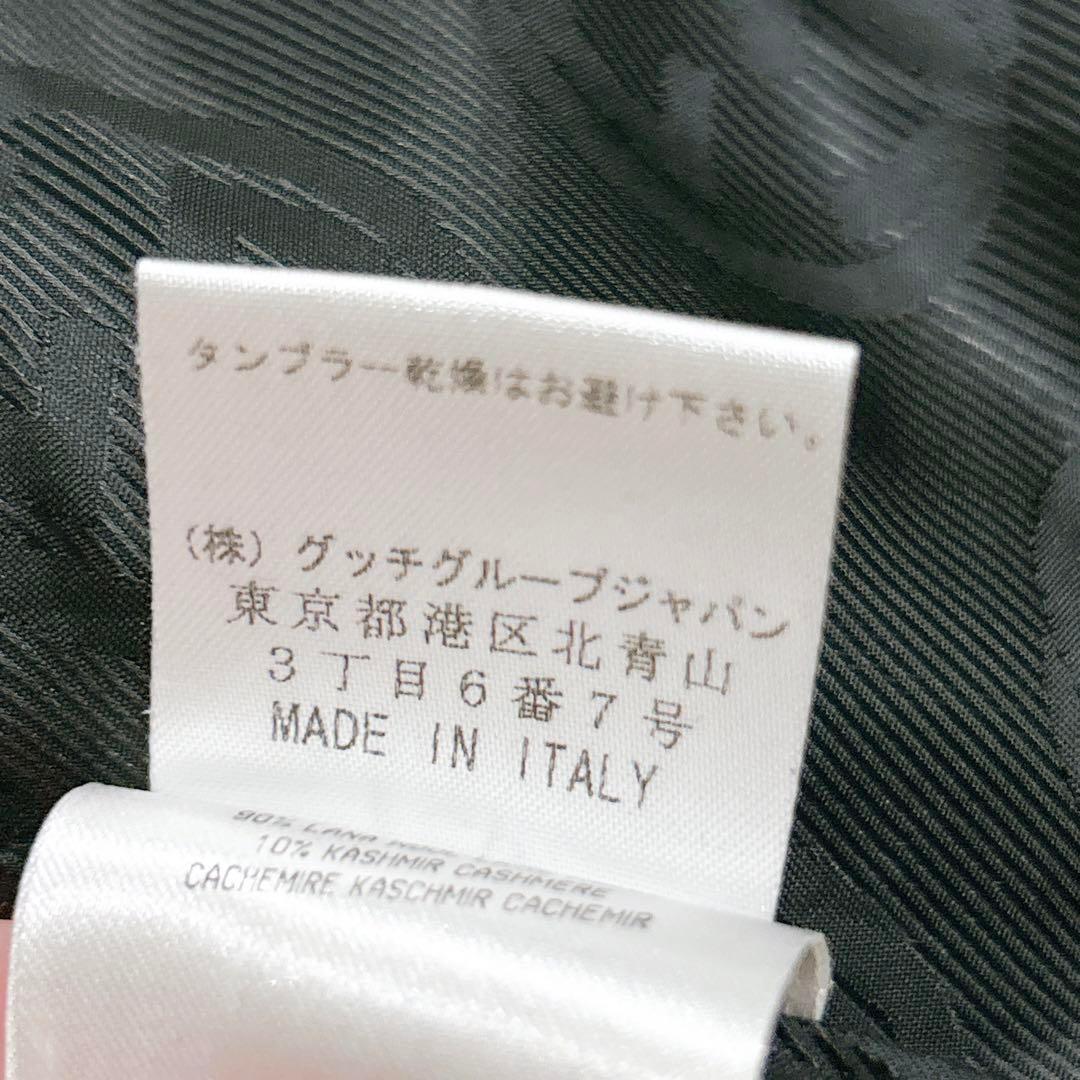 タンブラー乾燥はお避け下さい。
(株)グッチグループジャパン
東京都港区北青山
3丁目6番7号
MADE IN ITALY
90% LANA
10% KASHMIR CASHMERE
CACHEMIRE KASCHMIR CACHEMIR